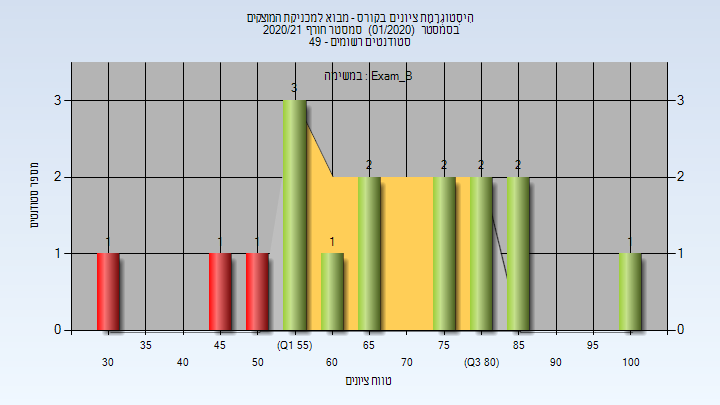 הִיסטוֹגְרָמַת ציונים בקורס - מבוא למכניקת המוצקים
בסמסטר (01/2020) סמסטר חורף 2020/21
סטודנטים רשומים - 49
במשימה : Exam_B
מספר סטודנטים
3 3
2 2
1 1
0 0
1 1 1 3 1 2 2 2 2 1
35 45 (Q1 55) 65 75 85 95
30 40 50 60 70 (Q3 80) 90 100
טווח ציונים